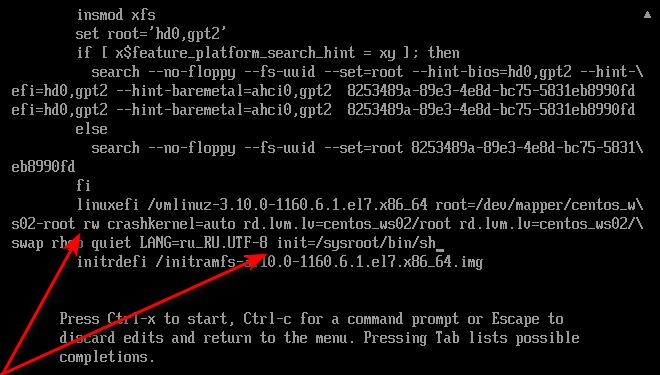 insmod xfs
set root='hd0,gpt2'
if [ x$feature_platform_search_hint = xy ]; then
search --no-floppy --fs-uuid --set=root --hint-bios=hd0,gpt2 --hint-\
efi=hd0,gpt2 --hint-baremetal=ahci0,gpt2 8253489a-89e3-4e8d-bc75-5831eb8990fd
efi=hd0,gpt2 --hint-baremetal=ahci0,gpt2 8253489a-89e3-4e8d-bc75-5831eb8990fd
else
search --no-floppy --fs-uuid --set=root 8253489a-89e3-4e8d-bc75-5831\
eb8990fd
fi
linuxefi /vmlinuz-3.10.0-1160.6.1.el7.x86_64 root=/dev/mapper/centos_w\
s02-root rw crashkernel=auto rd.lvm.lv=centos_ws02/root rd.lvm.lv=centos_ws02/\
swap rhgb quiet LANG=ru_RU.UTF-8 init=/sysroot/bin/sh_
initrdefi /initramfs-3.10.0-1160.6.1.el7.x86_64.img
Press Ctrl-x to start, Ctrl-c for a command prompt or Escape to
discard edits and return to the menu. Pressing Tab lists possible
completions.